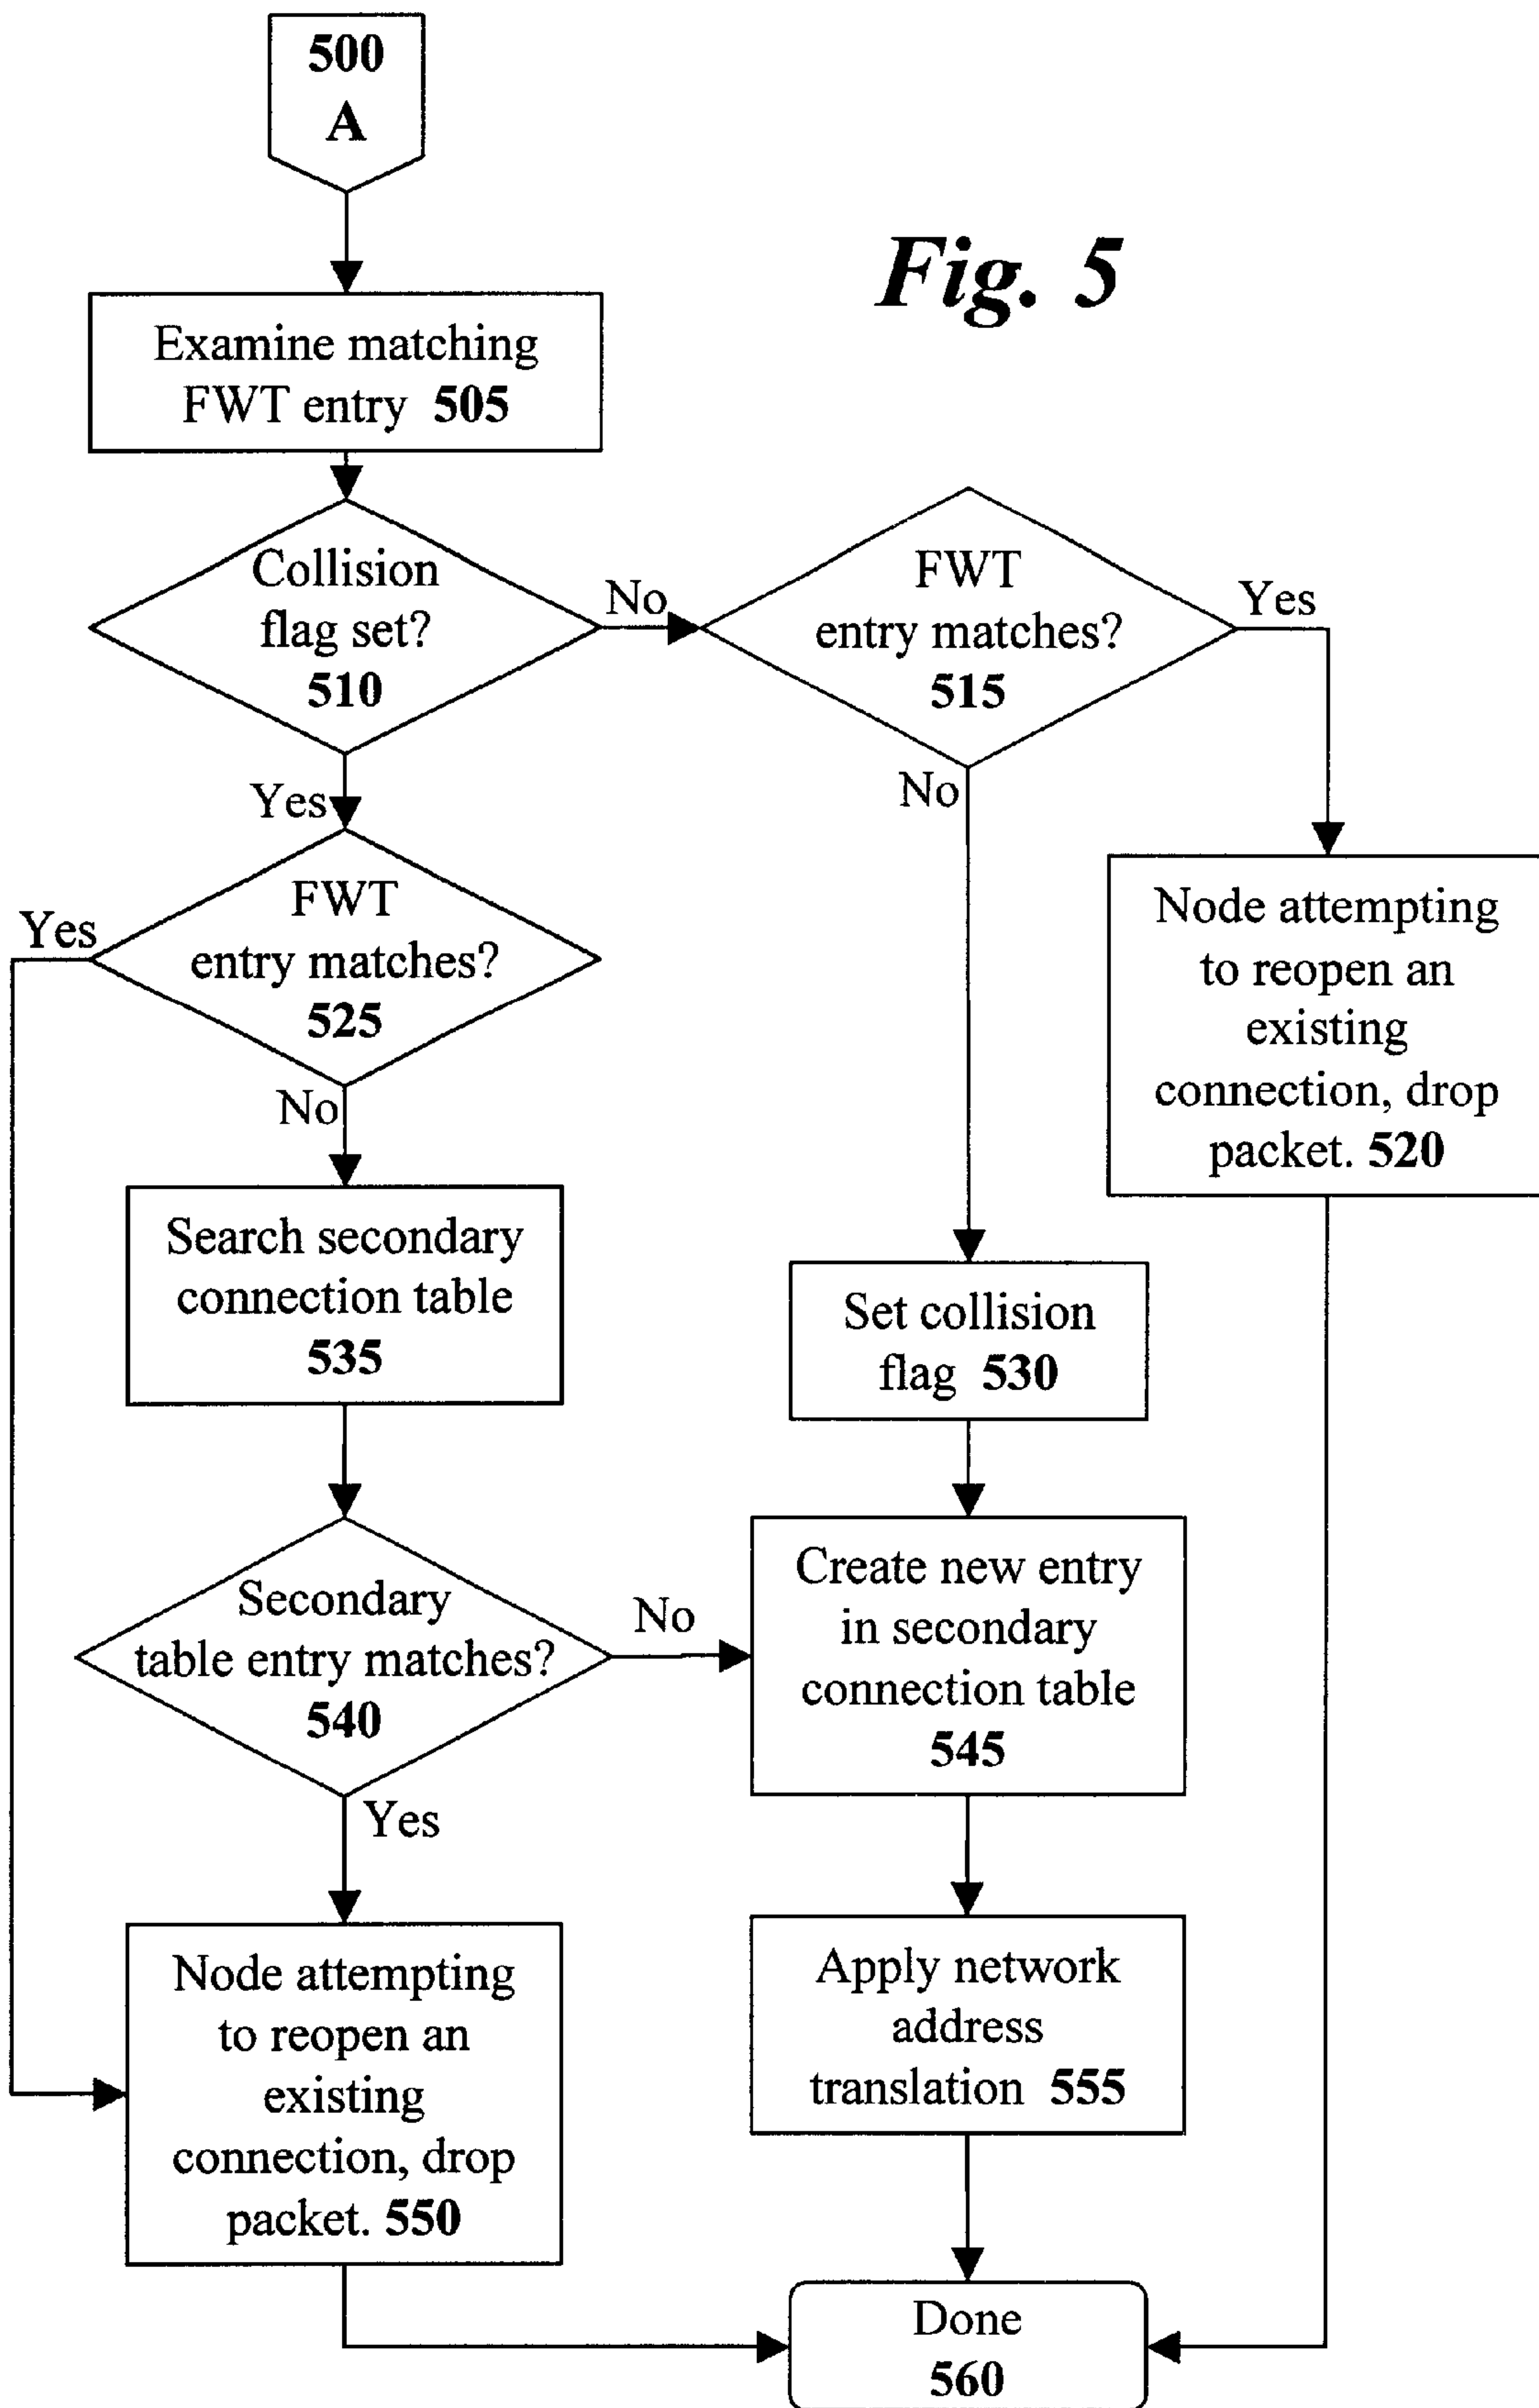 500
A
Fig. 5
Examine matching
FWT entry 505
Collision
flag set?
510
No
FWT
entry matches?
515
Yes
Yes
No
FWT
entry matches?
525
Yes
No
Node attempting
to reopen an
existing
connection, drop
packet. 520
Search secondary
connection table
535
Set collision
flag 530
Secondary
table entry matches?
540
No
Yes
Create new entry
in secondary
connection table
545
Node attempting
to reopen an
existing
connection, drop
packet. 550
Apply network
address
translation 555
Done
560